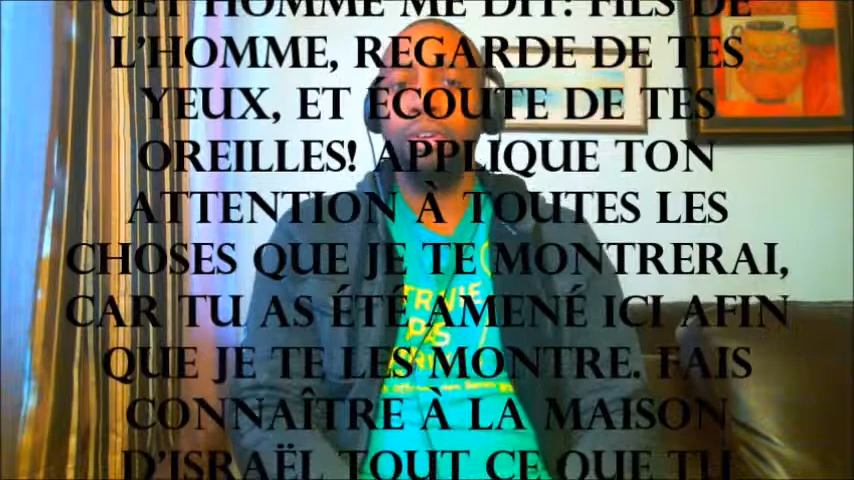 CET HOMME ME DIT: FILS DE
L'HOMME, REGARDE DE TES
YEUX, ET ÉCOUTE DE TES
OREILLES! APPLIQUE TON
ATTENTION À TOUTES LES
CHOSES QUE JE TE MONTRERAI,
CAR TU AS ÉTÉ AMENÉ ICI AFIN
QUE JE TE LES MONTRE. FAIS
CONNAÎTRE À LA MAISON
D'ISRAËL TOUT CE QUE TU
PAS